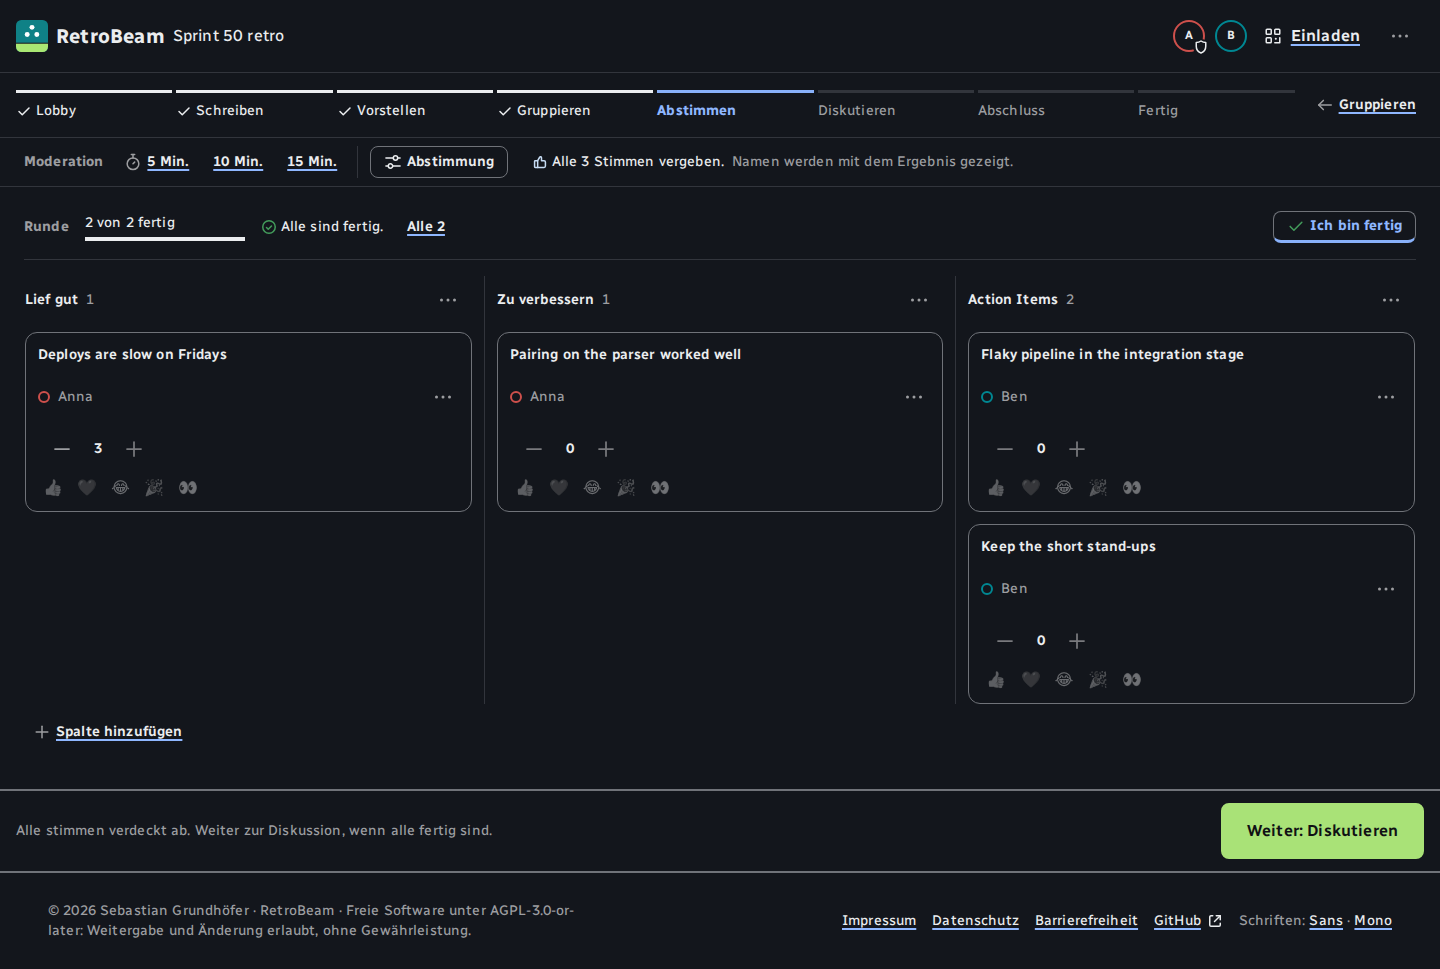 RetroBeam Sprint 50 retro
A B Einladen
Lobby Schreiben Vorstellen Gruppieren Abstimmen Diskutieren Abschluss Fertig Gruppieren
Moderation 5 Min. 10 Min. 15 Min. Abstimmung Alle 3 Stimmen vergeben. Namen werden mit dem Ergebnis gezeigt.
Runde 2 von 2 fertig Alle sind fertig. Alle 2 Ich bin fertig
Lief gut 1
Deploys are slow on Fridays
Anna
3
Zu verbessern 1
Pairing on the parser worked well
Anna
0
Action Items 2
Flaky pipeline in the integration stage
Ben
0
Keep the short stand-ups
Ben
0
Spalte hinzufügen
Alle stimmen verdeckt ab. Weiter zur Diskussion, wenn alle fertig sind.
Weiter: Diskutieren
© 2026 Sebastian Grundhöfer · RetroBeam · Freie Software unter AGPL-3.0-or-
later: Weitergabe und Änderung erlaubt, ohne Gewährleistung.
Impressum Datenschutz Barrierefreiheit GitHub Schriften: Sans · Mono